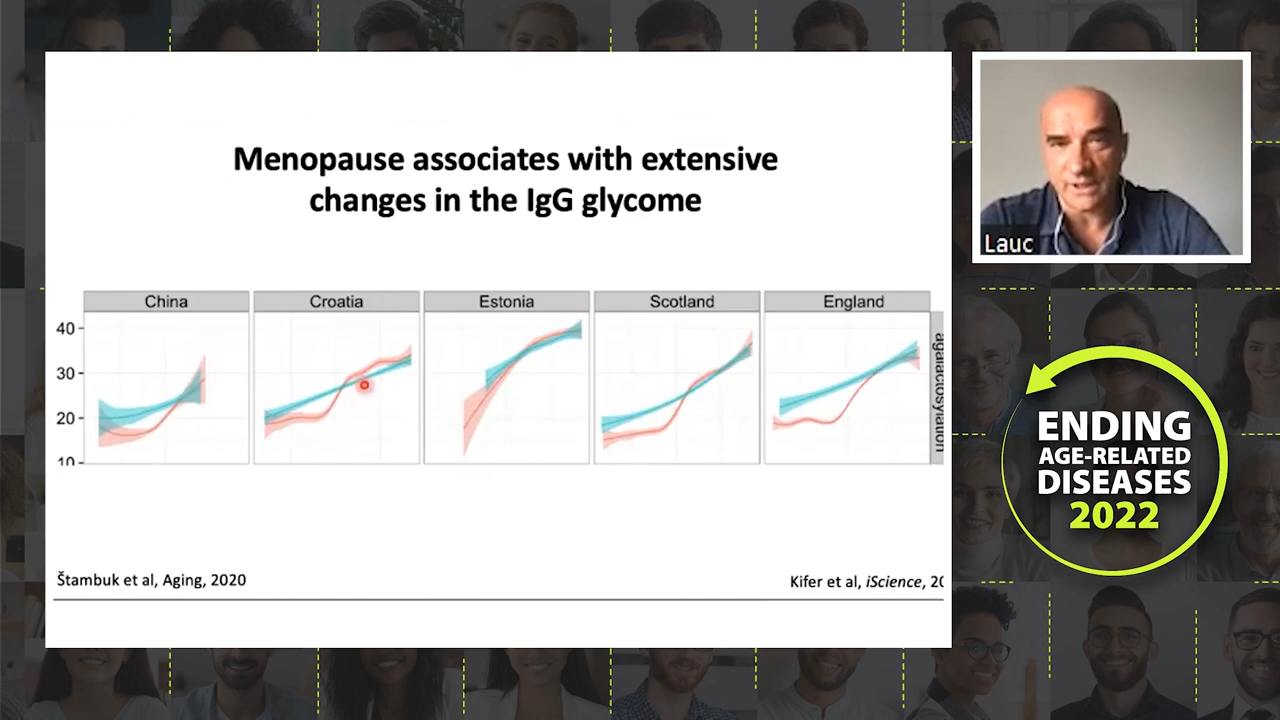 Menopause associates with extensive
changes in the IgG glycome
China
Croatia
Estonia
Scotland
England
40
30
20
10
agalactosylation
Štambuk et al, Aging, 2020
Kifer et al, iScience, 20
Lauc
ENDING
AGE-RELATED
DISEASES
2022